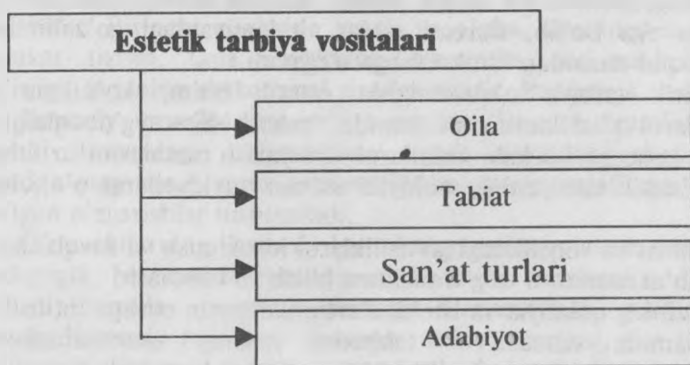 Estetik tarbiya vositalari
Oila
Tabiat
San'at turlari
Adabiyot